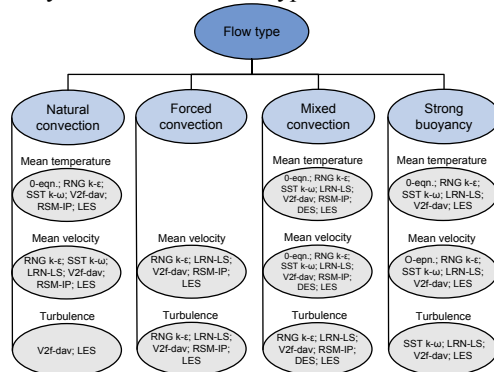 Flow type
Natural
convection
Mean temperature
0-eqn.; RNG k-ε;
SST k-ω; V2f-dav;
RSM-IP; LES
Mean velocity
RNG k-ε; SST k-ω;
LRN-LS; V2f-dav;
RSM-IP; LES
Turbulence
V2f-dav; LES
Forced
convection
Mean velocity
RNG k-ε; LRN-LS;
V2f-dav; RSM-IP;
LES
Turbulence
RNG k-ε; LRN-LS;
V2f-dav; RSM-IP;
LES
Mixed
convection
Mean temperature
0-eqn.; RNG k-ε;
SST k-ω; LRN-LS;
V2f-dav; RSM-IP;
DES; LES
Mean velocity
0-eqn.; RNG k-ε;
SST k-ω; LRN-LS;
V2f-dav; RSM-IP;
DES; LES
Turbulence
RNG k-ε; LRN-LS;
V2f-dav; RSM-IP;
DES; LES
Strong
buoyancy
Mean temperature
0-eqn.; RNG k-ε;
SST k-ω; LRN-LS;
V2f-dav; LES
Mean velocity
O-epn.; RNG k-ε;
SST k-ω; LRN-LS;
V2f-dav; LES
Turbulence
SST k-ω; LRN-LS;
V2f-dav; LES